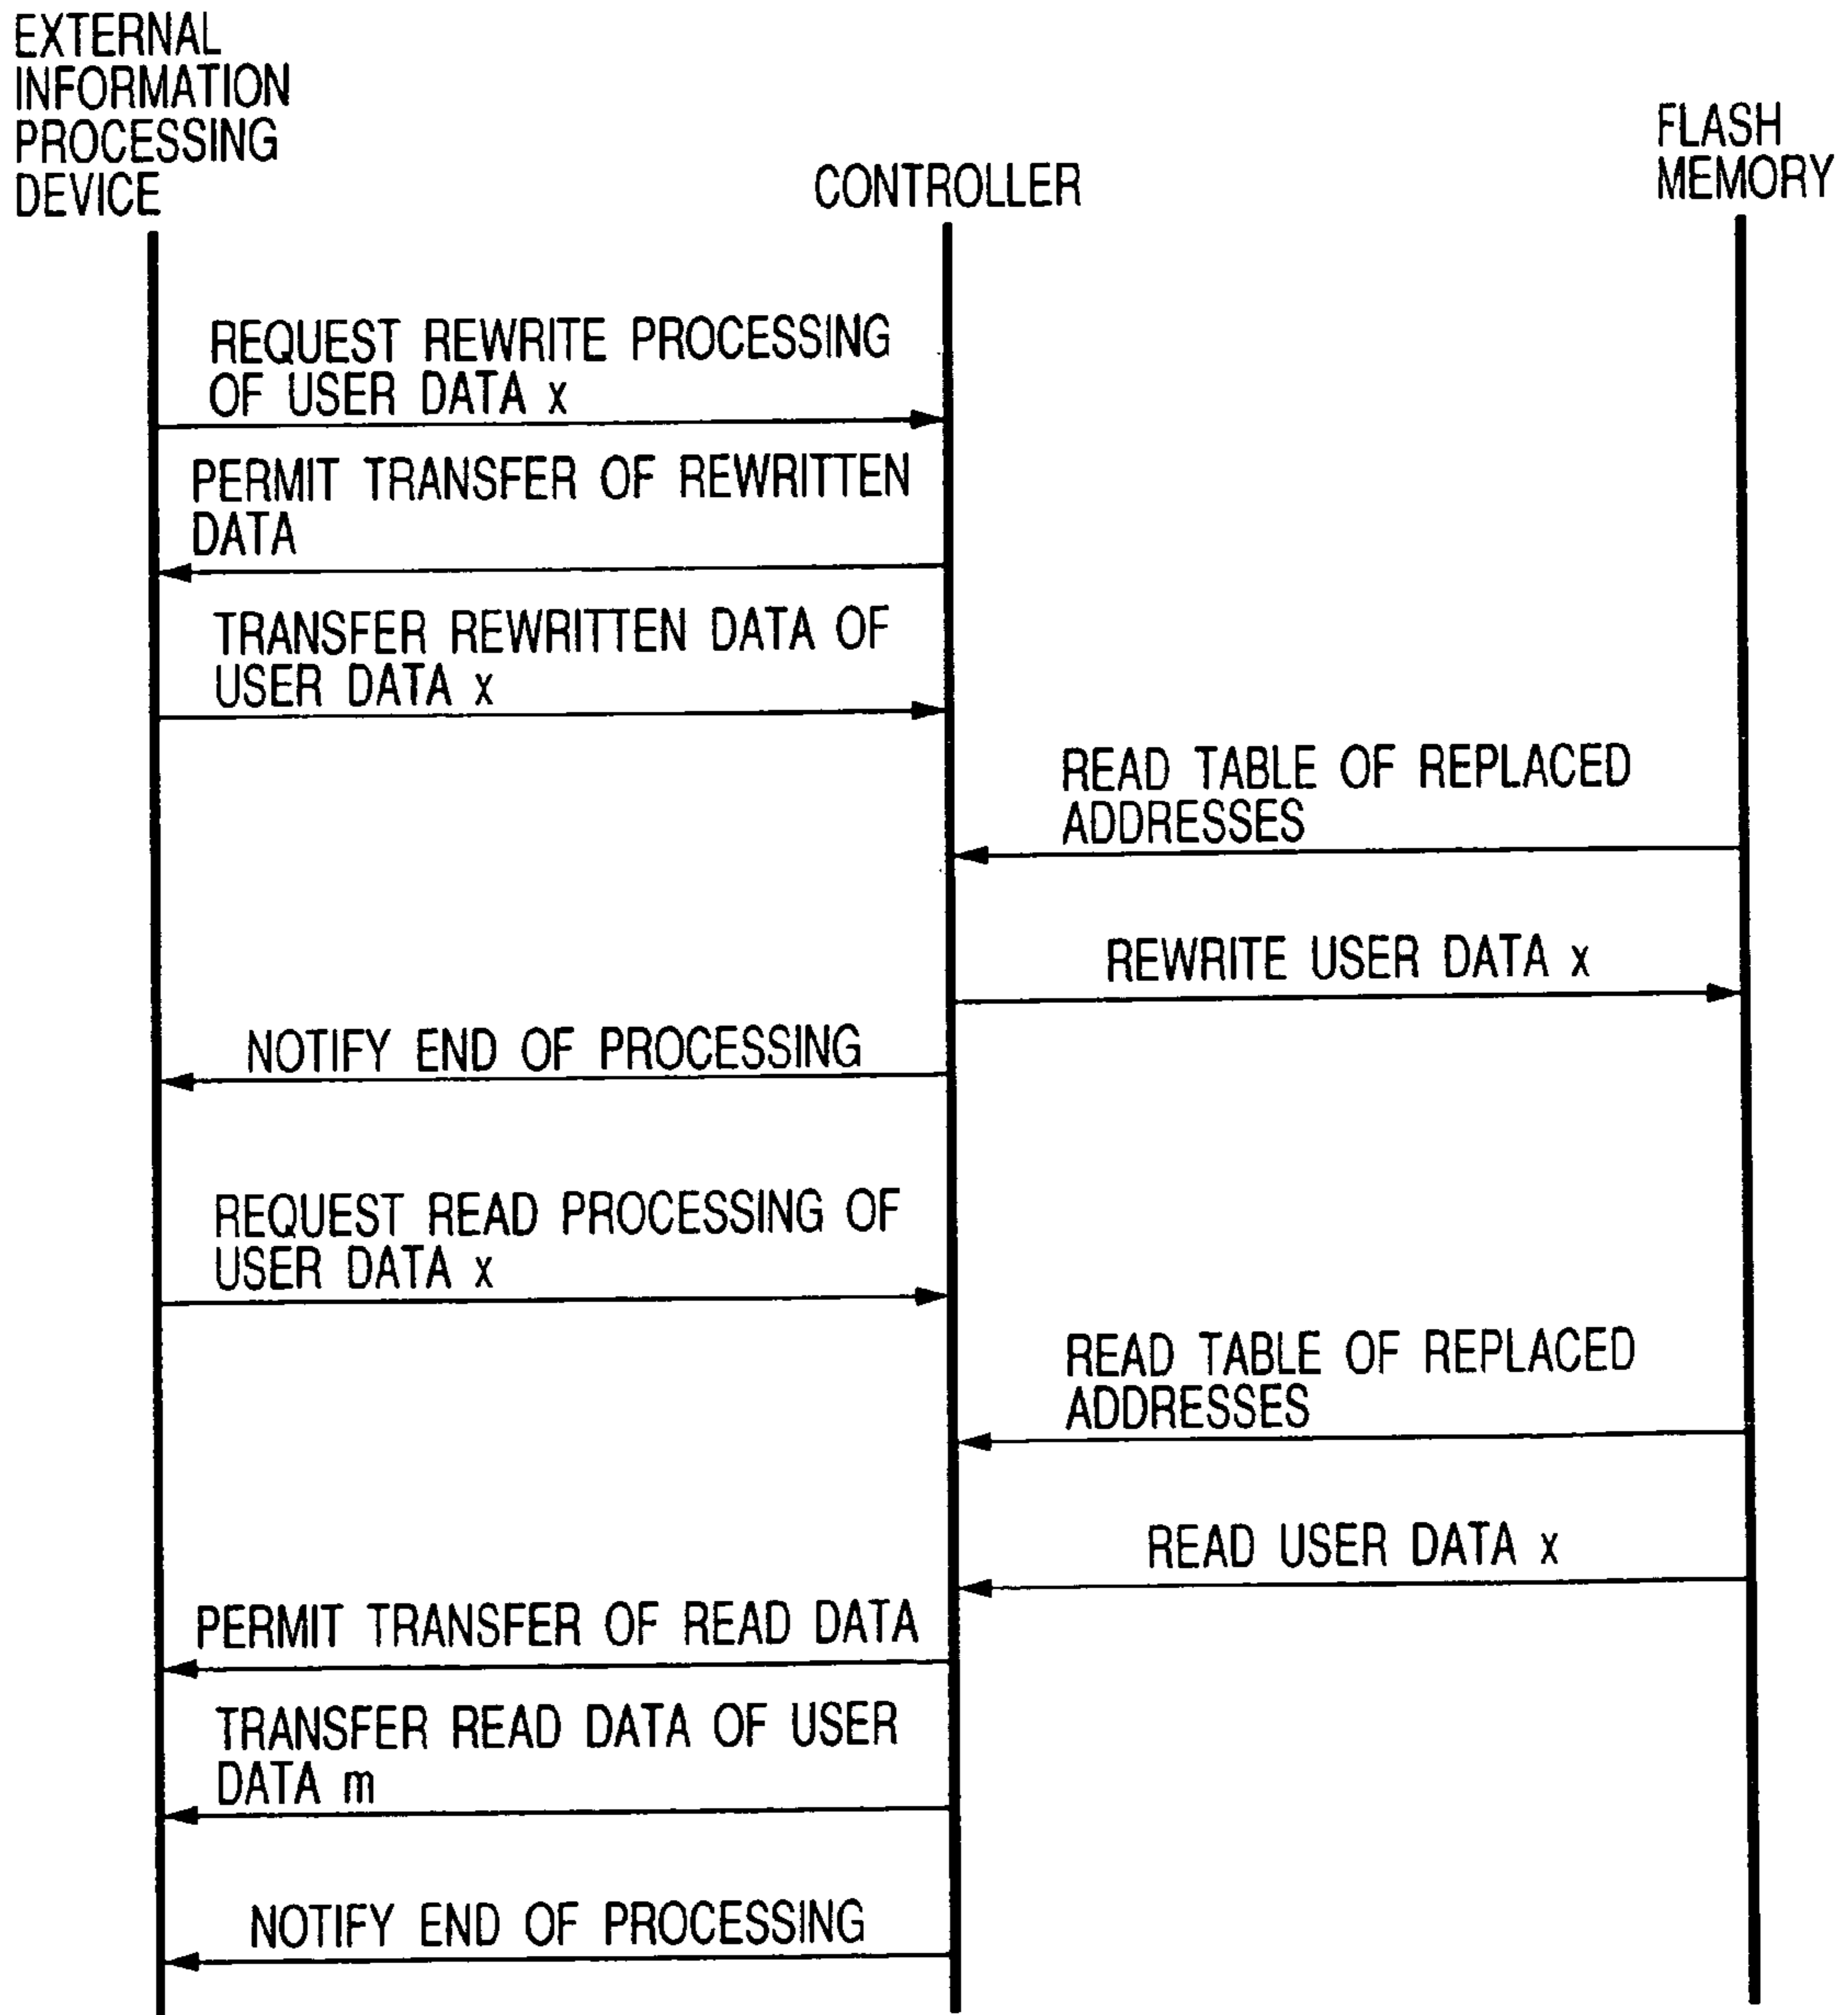 EXTERNAL
INFORMATION
PROCESSING
DEVICE
CONTROLLER
FLASH
MEMORY
REQUEST REWRITE PROCESSING
OF USER DATA x
PERMIT TRANSFER OF REWRITTEN
DATA
TRANSFER REWRITTEN DATA OF
USER DATA x
READ TABLE OF REPLACED
ADDRESSES
REWRITE USER DATA x
NOTIFY END OF PROCESSING
REQUEST READ PROCESSING OF
USER DATA x
READ TABLE OF REPLACED
ADDRESSES
READ USER DATA x
PERMIT TRANSFER OF READ DATA
TRANSFER READ DATA OF USER
DATA m
NOTIFY END OF PROCESSING